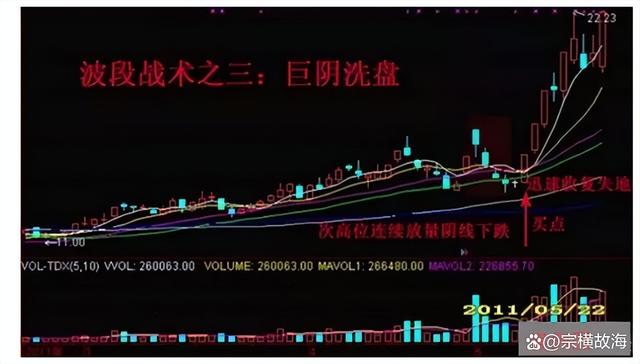 22.23
波段战术之三：巨阴洗盘
迅速收复失地
次高位连续放量阴线下跌
买点
11.00
VOL-TDX(5,10) VVOL: 260063.00 VOLUME: 260063.00 MAVOL1: 266480.00 MAVOL2: 226855.70
2011/05/22
@宗横故海